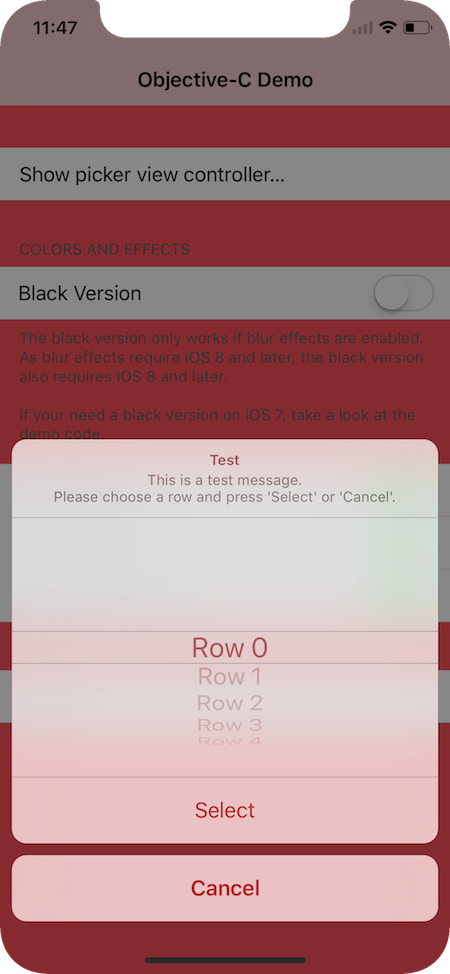 11:47
Objective-C Demo
Show picker view controller...
COLORS AND EFFECTS
Black Version
The black version only works if blur effects are enabled.
As blur effects require iOS 8 and later, the black version
also requires iOS 8 and later.
If your need a black version on iOS 7, take a look at the
demo code.
Test
This is a test message.
Please choose a row and press 'Select' or 'Cancel'.
Row 0
Row 1
Row 2
Row 3
Row 4
Select
Cancel